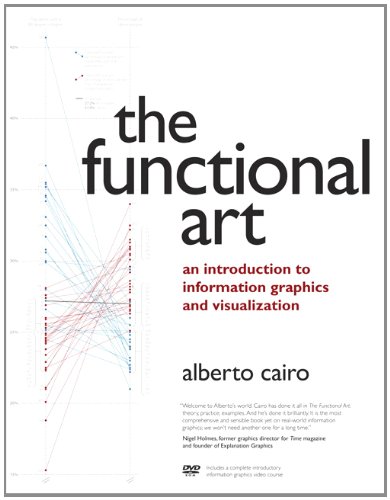 the
functional
art
an introduction to
information graphics
and visualization
alberto cairo
"Welcome to Alberto's world. Cairo has done it all in The Functional Art:
theory, practice, examples. And he's done it brilliantly. It is the most
comprehensive and sensible book yet on real-world information
graphics; we won't need another one for a long time."
Nigel Holmes, former graphics director for Time magazine
and founder of Explanation Graphics
DVD
ROM
Includes a complete introductory
information graphics video course